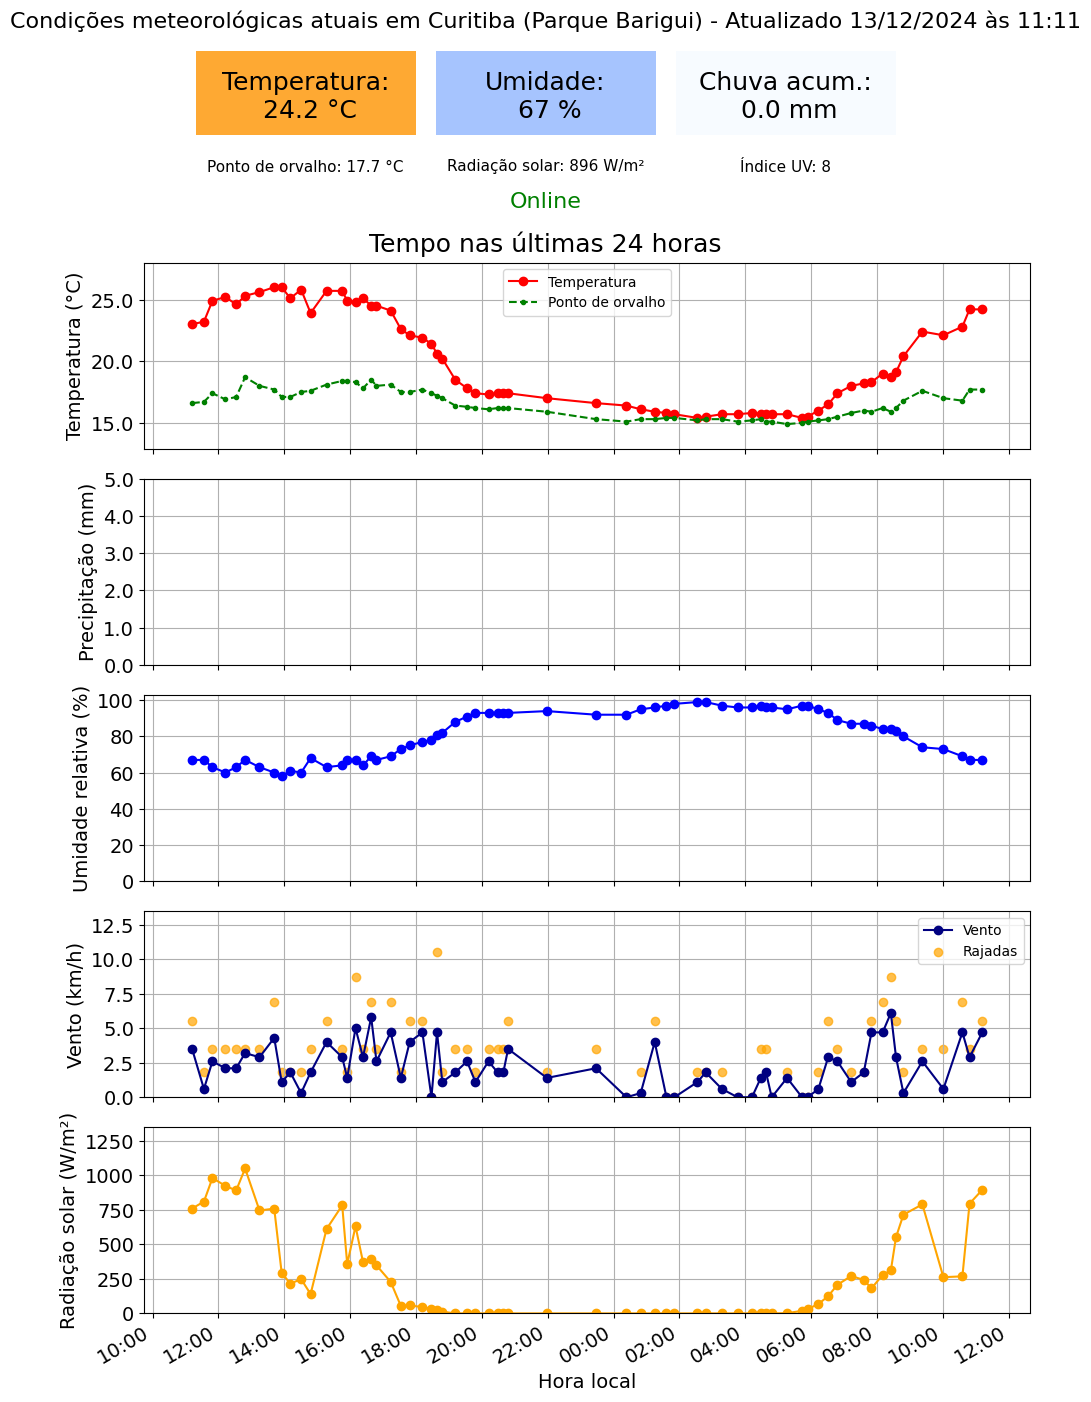 Condições meteorológicas atuais em Curitiba (Parque Barigui) - Atualizado 13/12/2024 às 11:11
Temperatura:
24.2 °C
Umidade:
67 %
Chuva acum.:
0.0 mm
Ponto de orvalho: 17.7 °C
Radiação solar: 896 W/m²
Índice UV: 8
Online
Tempo nas últimas 24 horas
Temperatura (°C)
25.0
20.0
15.0
Temperatura
Ponto de orvalho
Precipitação (mm)
5.0
4.0
3.0
2.0
1.0
0.0
Umidade relativa (%)
100
80
60
40
20
0
Vento (km/h)
12.5
10.0
7.5
5.0
2.5
0.0
Vento
Rajadas
Radiação solar (W/m²)
1250
1000
750
500
250
0
10:00
12:00
14:00
16:00
18:00
20:00
22:00
00:00
02:00
04:00
06:00
08:00
10:00
12:00
Hora local